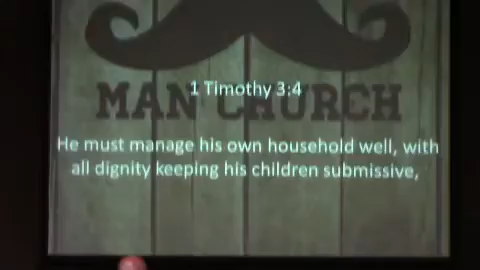 1 Timothy 3:4
MAN CHURCH
He must manage his own household well, with
all dignity keeping his children submissive,